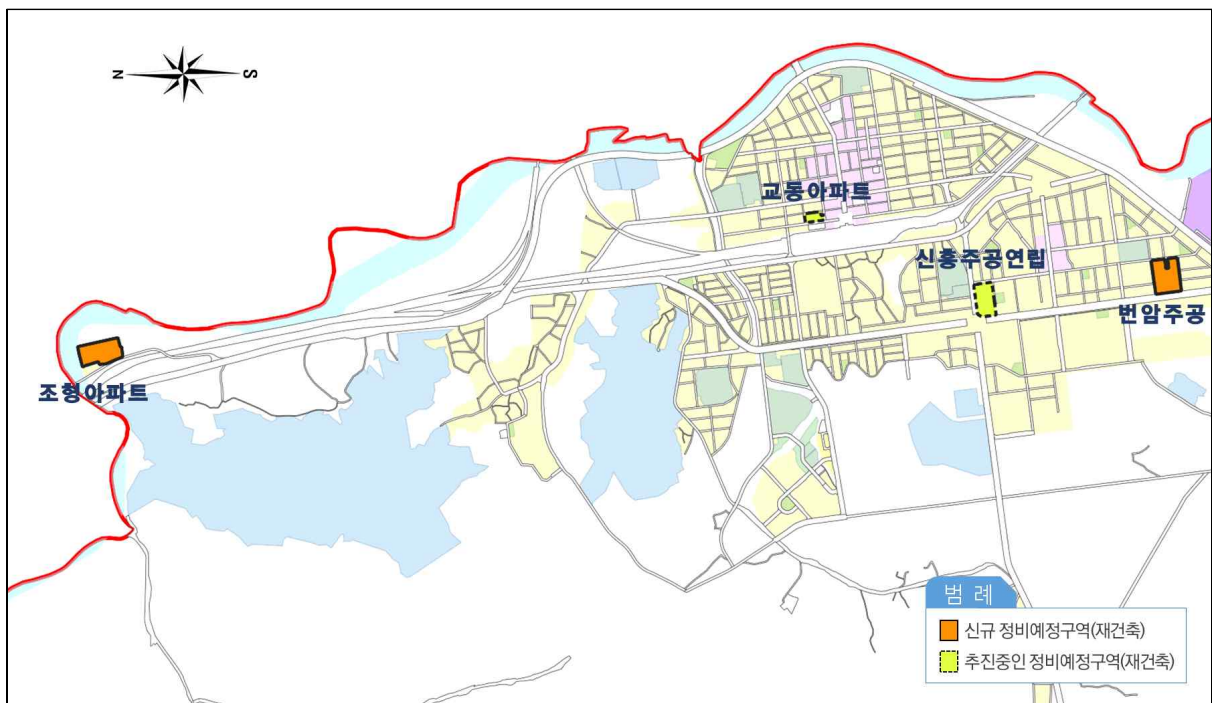 N S
교동아파트
신흥주공연립
번암주공
조형아파트
범 례
신규 정비예정구역(재건축)
추진중인 정비예정구역(재건축)